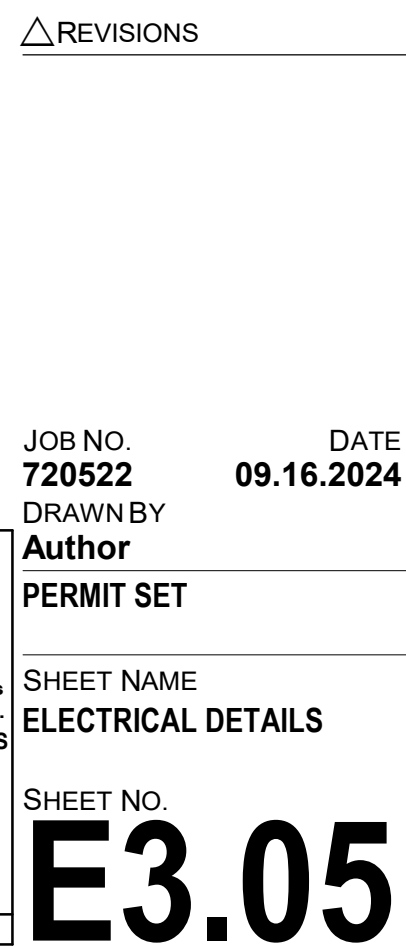 △REVISIONS
JOB NO. DATE
720522 09.16.2024
DRAWN BY
Author
PERMIT SET
SHEET NAME
ELECTRICAL DETAILS
SHEET NO.
E3.05